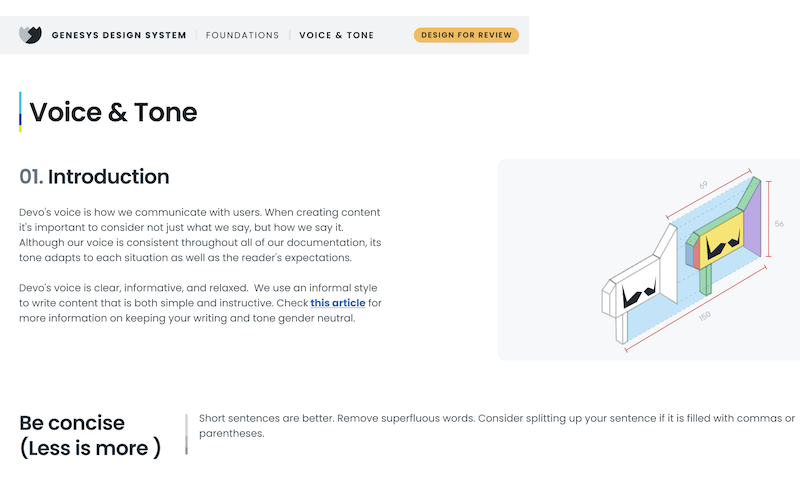 GENESYS DESIGN SYSTEM FOUNDATIONS VOICE & TONE DESIGN FOR REVIEW
Voice & Tone
01. Introduction
Devo's voice is how we communicate with users. When creating content
it's important to consider not just what we say, but how we say it.
Although our voice is consistent throughout all of our documentation, its
tone adapts to each situation as well as the reader's expectations.
Devo's voice is clear, informative, and relaxed. We use an informal style
to write content that is both simple and instructive. Check this article for
more information on keeping your writing and tone gender neutral.
69
56
150
Be concise
(Less is more )
Short sentences are better. Remove superfluous words. Consider splitting up your sentence if it is filled with commas or
parentheses.